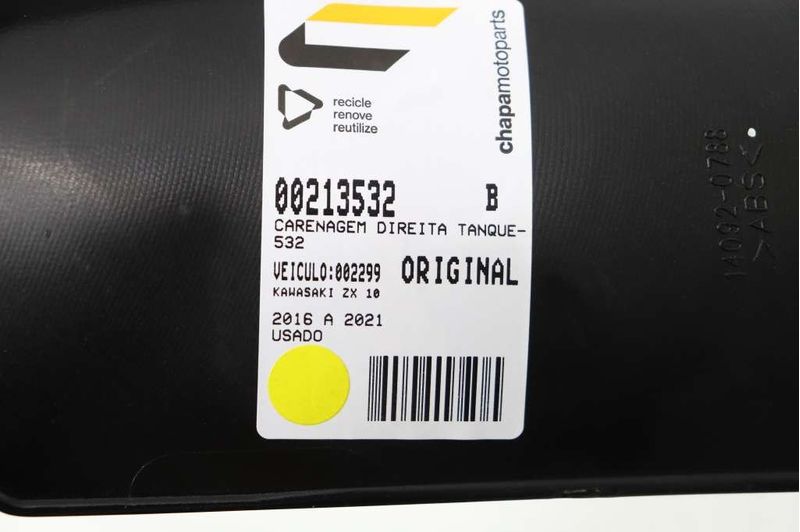 recicle
renove
reutilize
chapamotoparts
00213532 B
CARENAGEM DIREITA TANQUE-
532
VEICULO:002299 ORIGINAL
KAWASAKI ZX 10
2016 A 2021
USADO
14092-0788
>ABS<